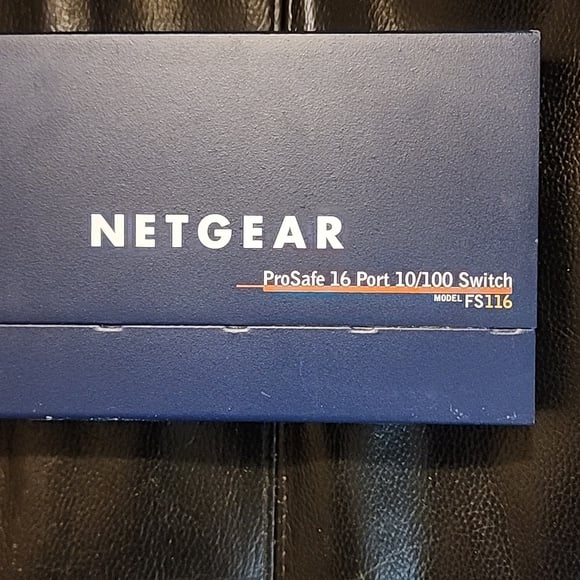 NETGEAR
ProSafe 16 Port 10/100 Switch
MODEL FS116